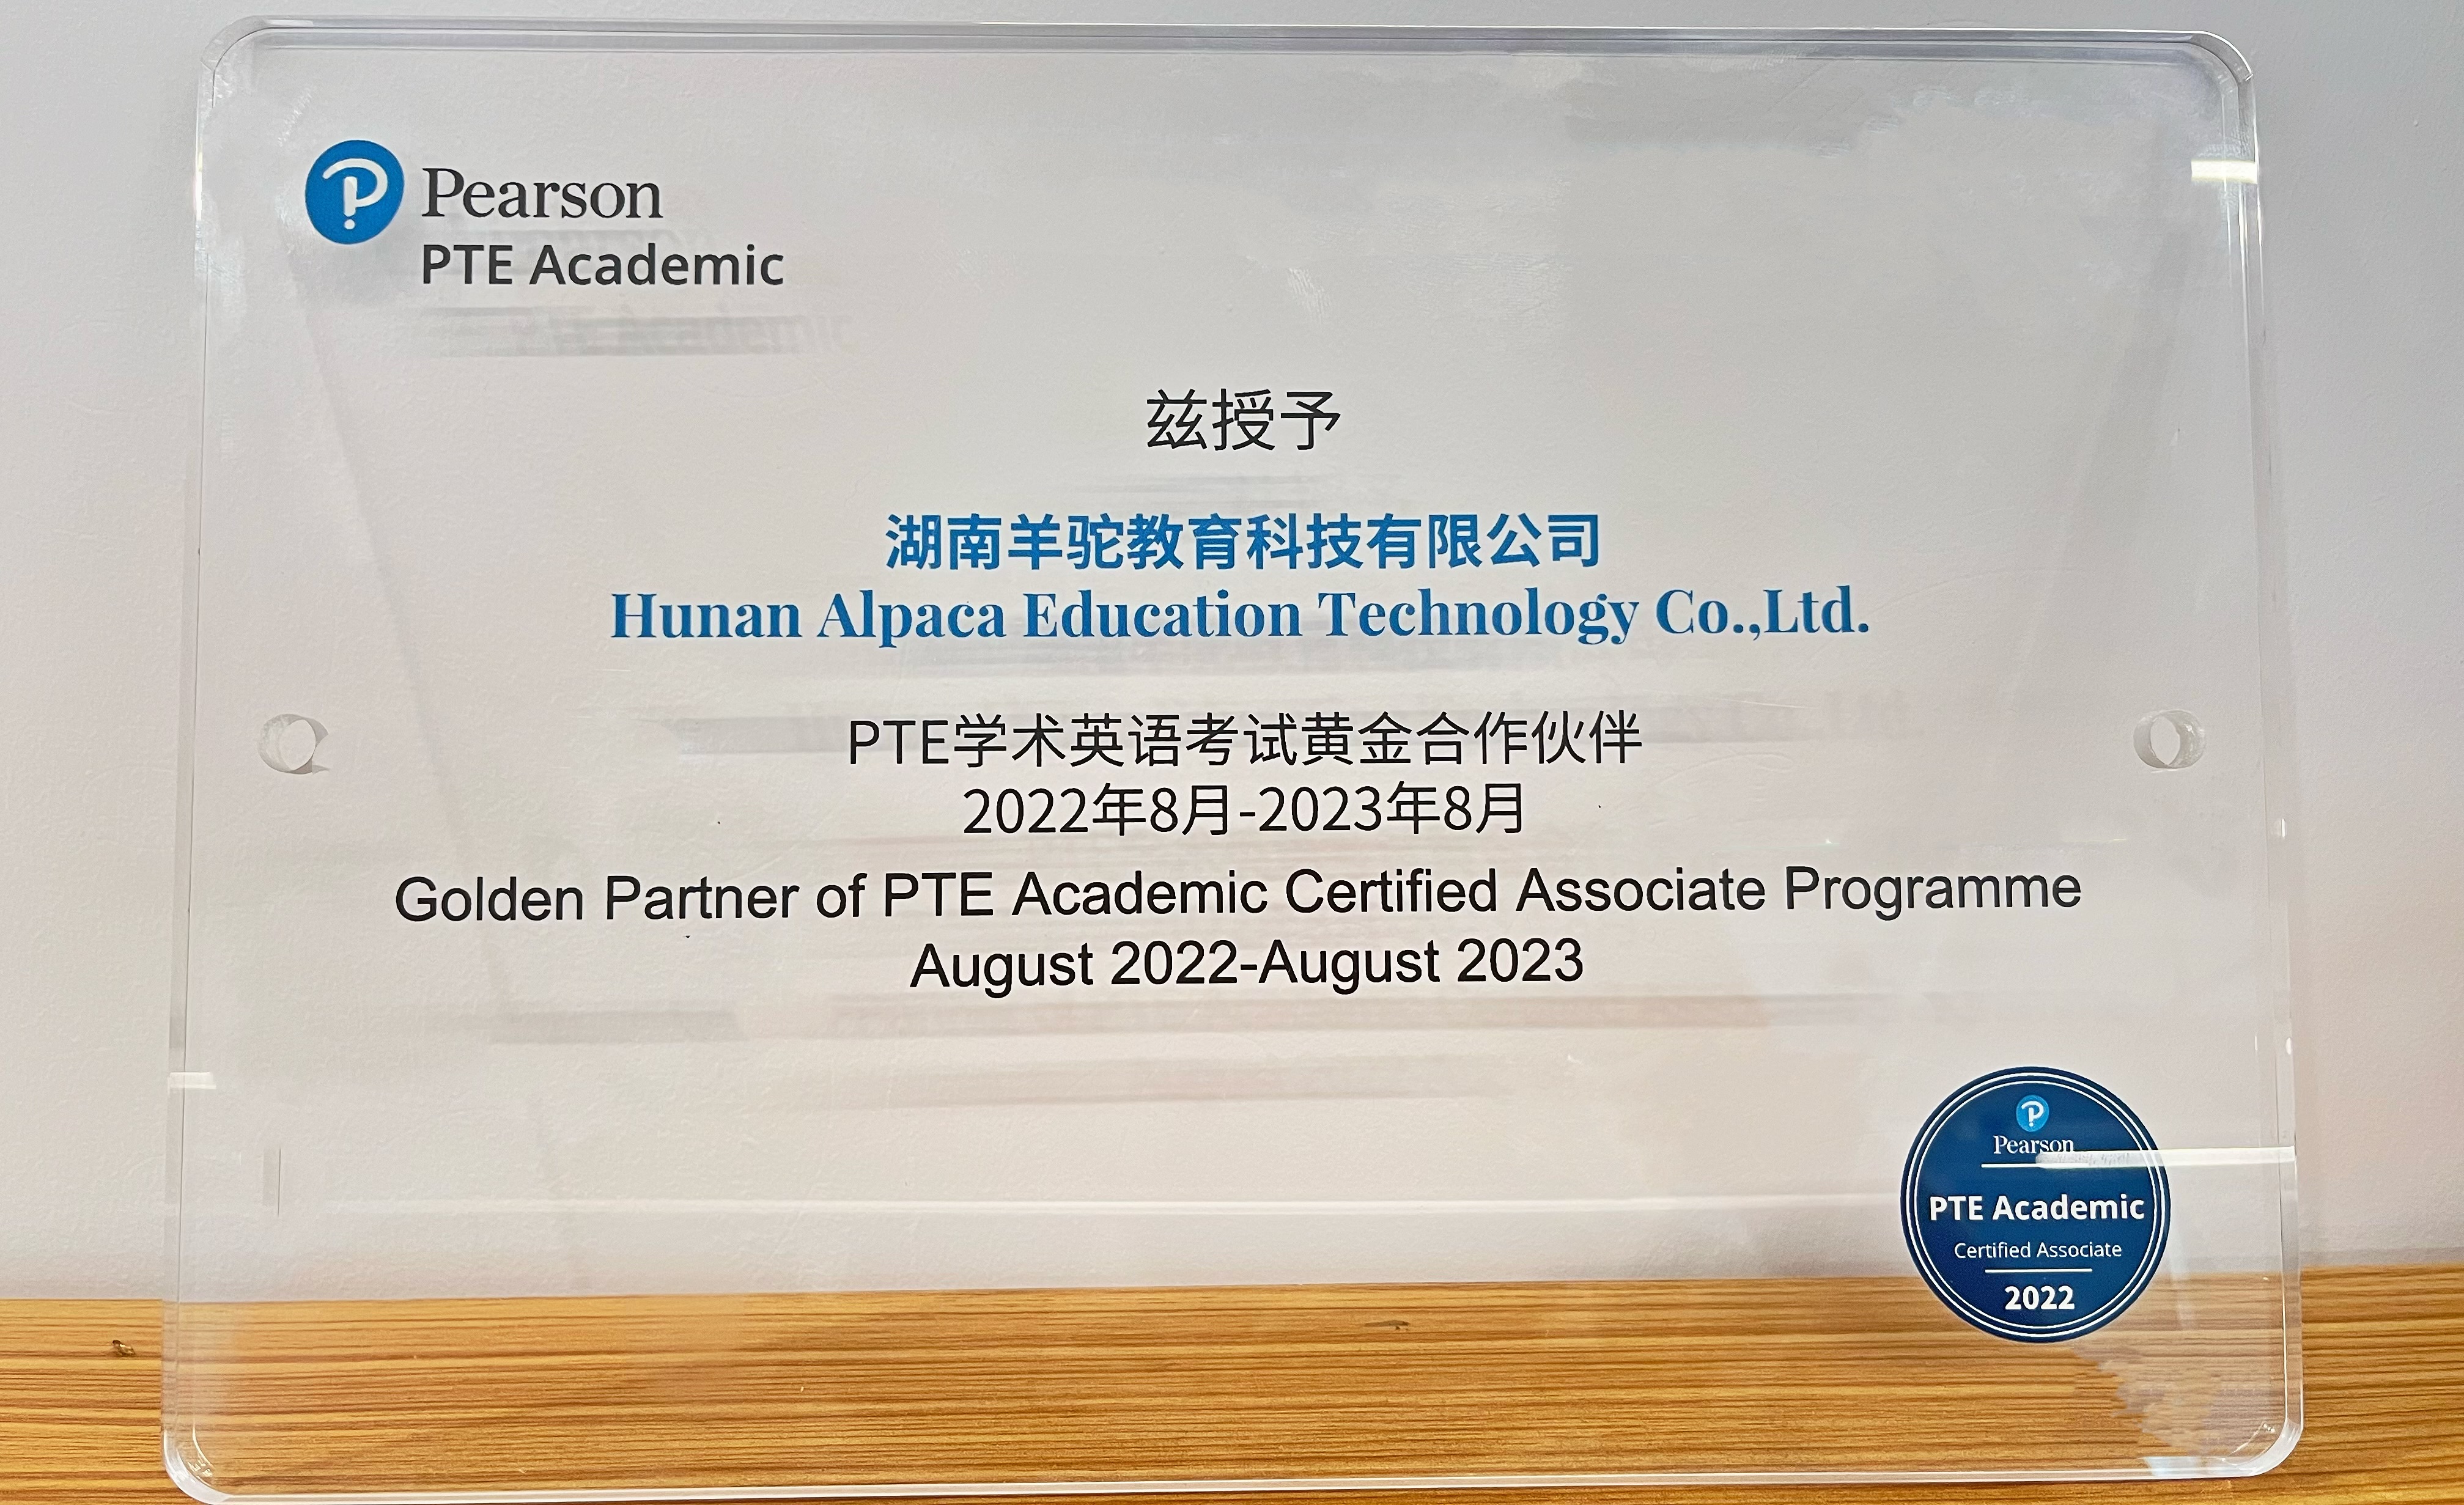 Pearson
PTE Academic
兹授予
湖南羊驼教育科技有限公司
Hunan Alpaca Education Technology Co.,Ltd.
PTE学术英语考试黄金合作伙伴
2022年8月-2023年8月
Golden Partner of PTE Academic Certified Associate Programme
August 2022-August 2023
Pearson
PTE Academic
Certified Associate
2022